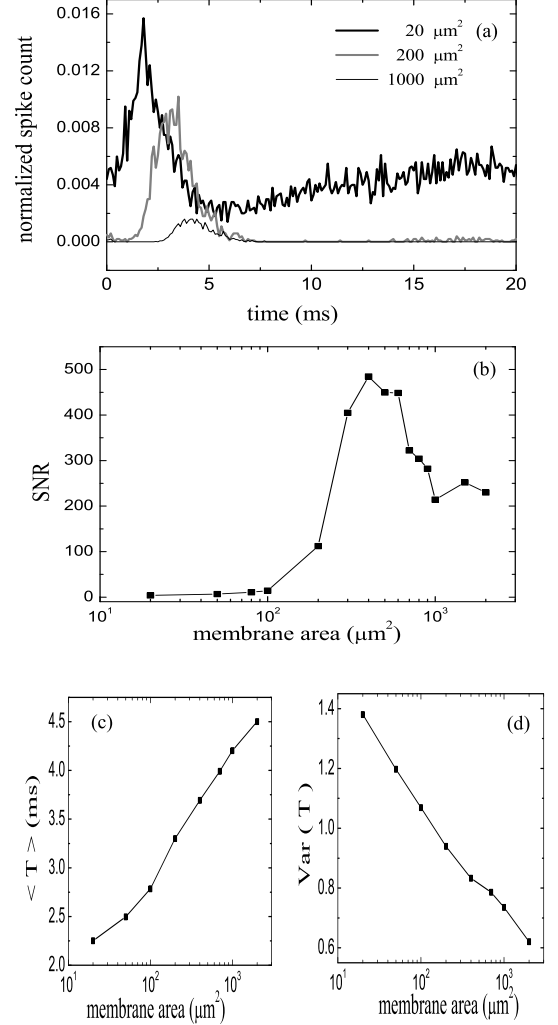 0.016
0.012
0.008
0.004
0.000
normalized spike count
20 μm²
200 μm²
1000 μm²
(a)
0 5 10 15 20
time (ms)
500
400
300
200
100
0
SNR
(b)
10¹ 10² 10³
membrane area (μm²)
4.5
4.0
3.5
3.0
2.5
2.0
< T > (ms)
(c)
10¹ 10² 10³
membrane area (μm²)
1.4
1.2
1.0
0.8
0.6
Var ( T )
(d)
10¹ 10² 10³
membrane area (μm²)